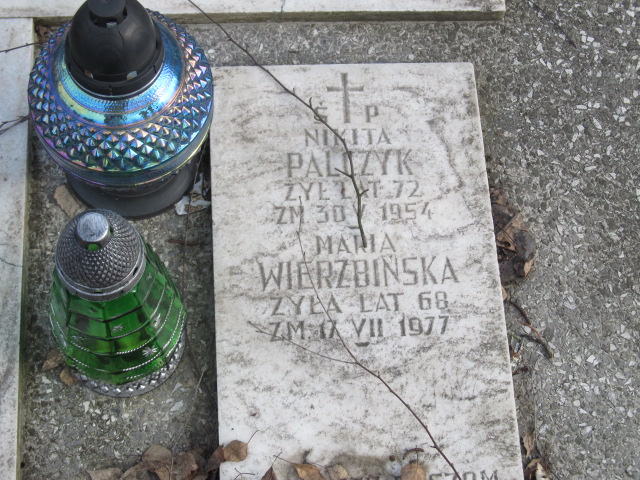 Ś P
NIKITA
PALCZYK
ŻYŁ LAT 72
ZM 30 V 1954
MARIA
WIERZBIŃSKA
ŻYŁA LAT 68
ZM 17 VII 1977